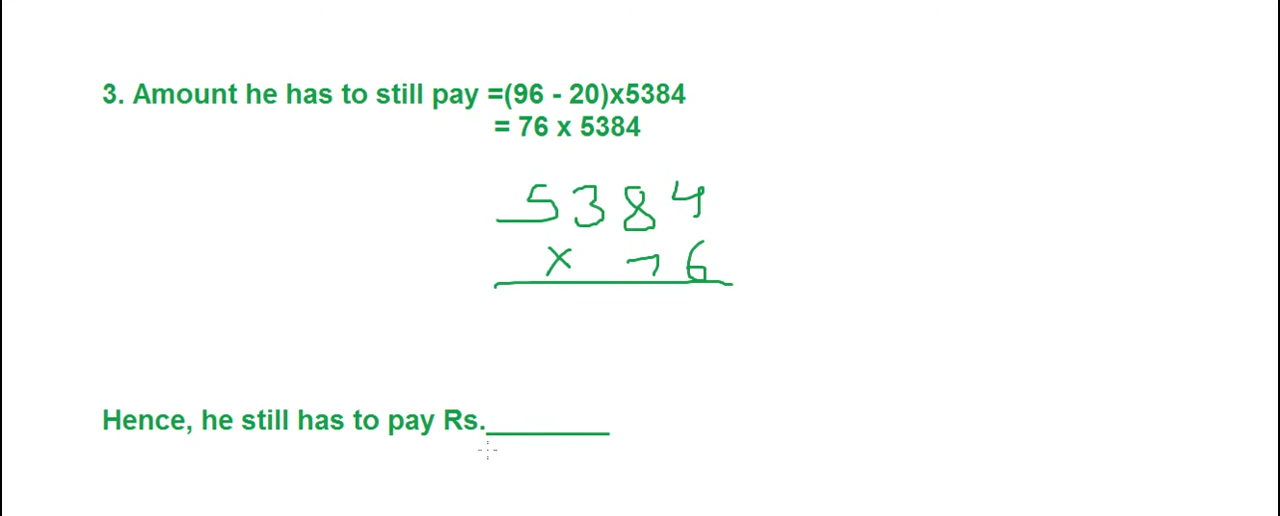 3. Amount he has to still pay =(96 - 20)x5384
= 76 x 5384
5384
x 76
Hence, he still has to pay Rs.________